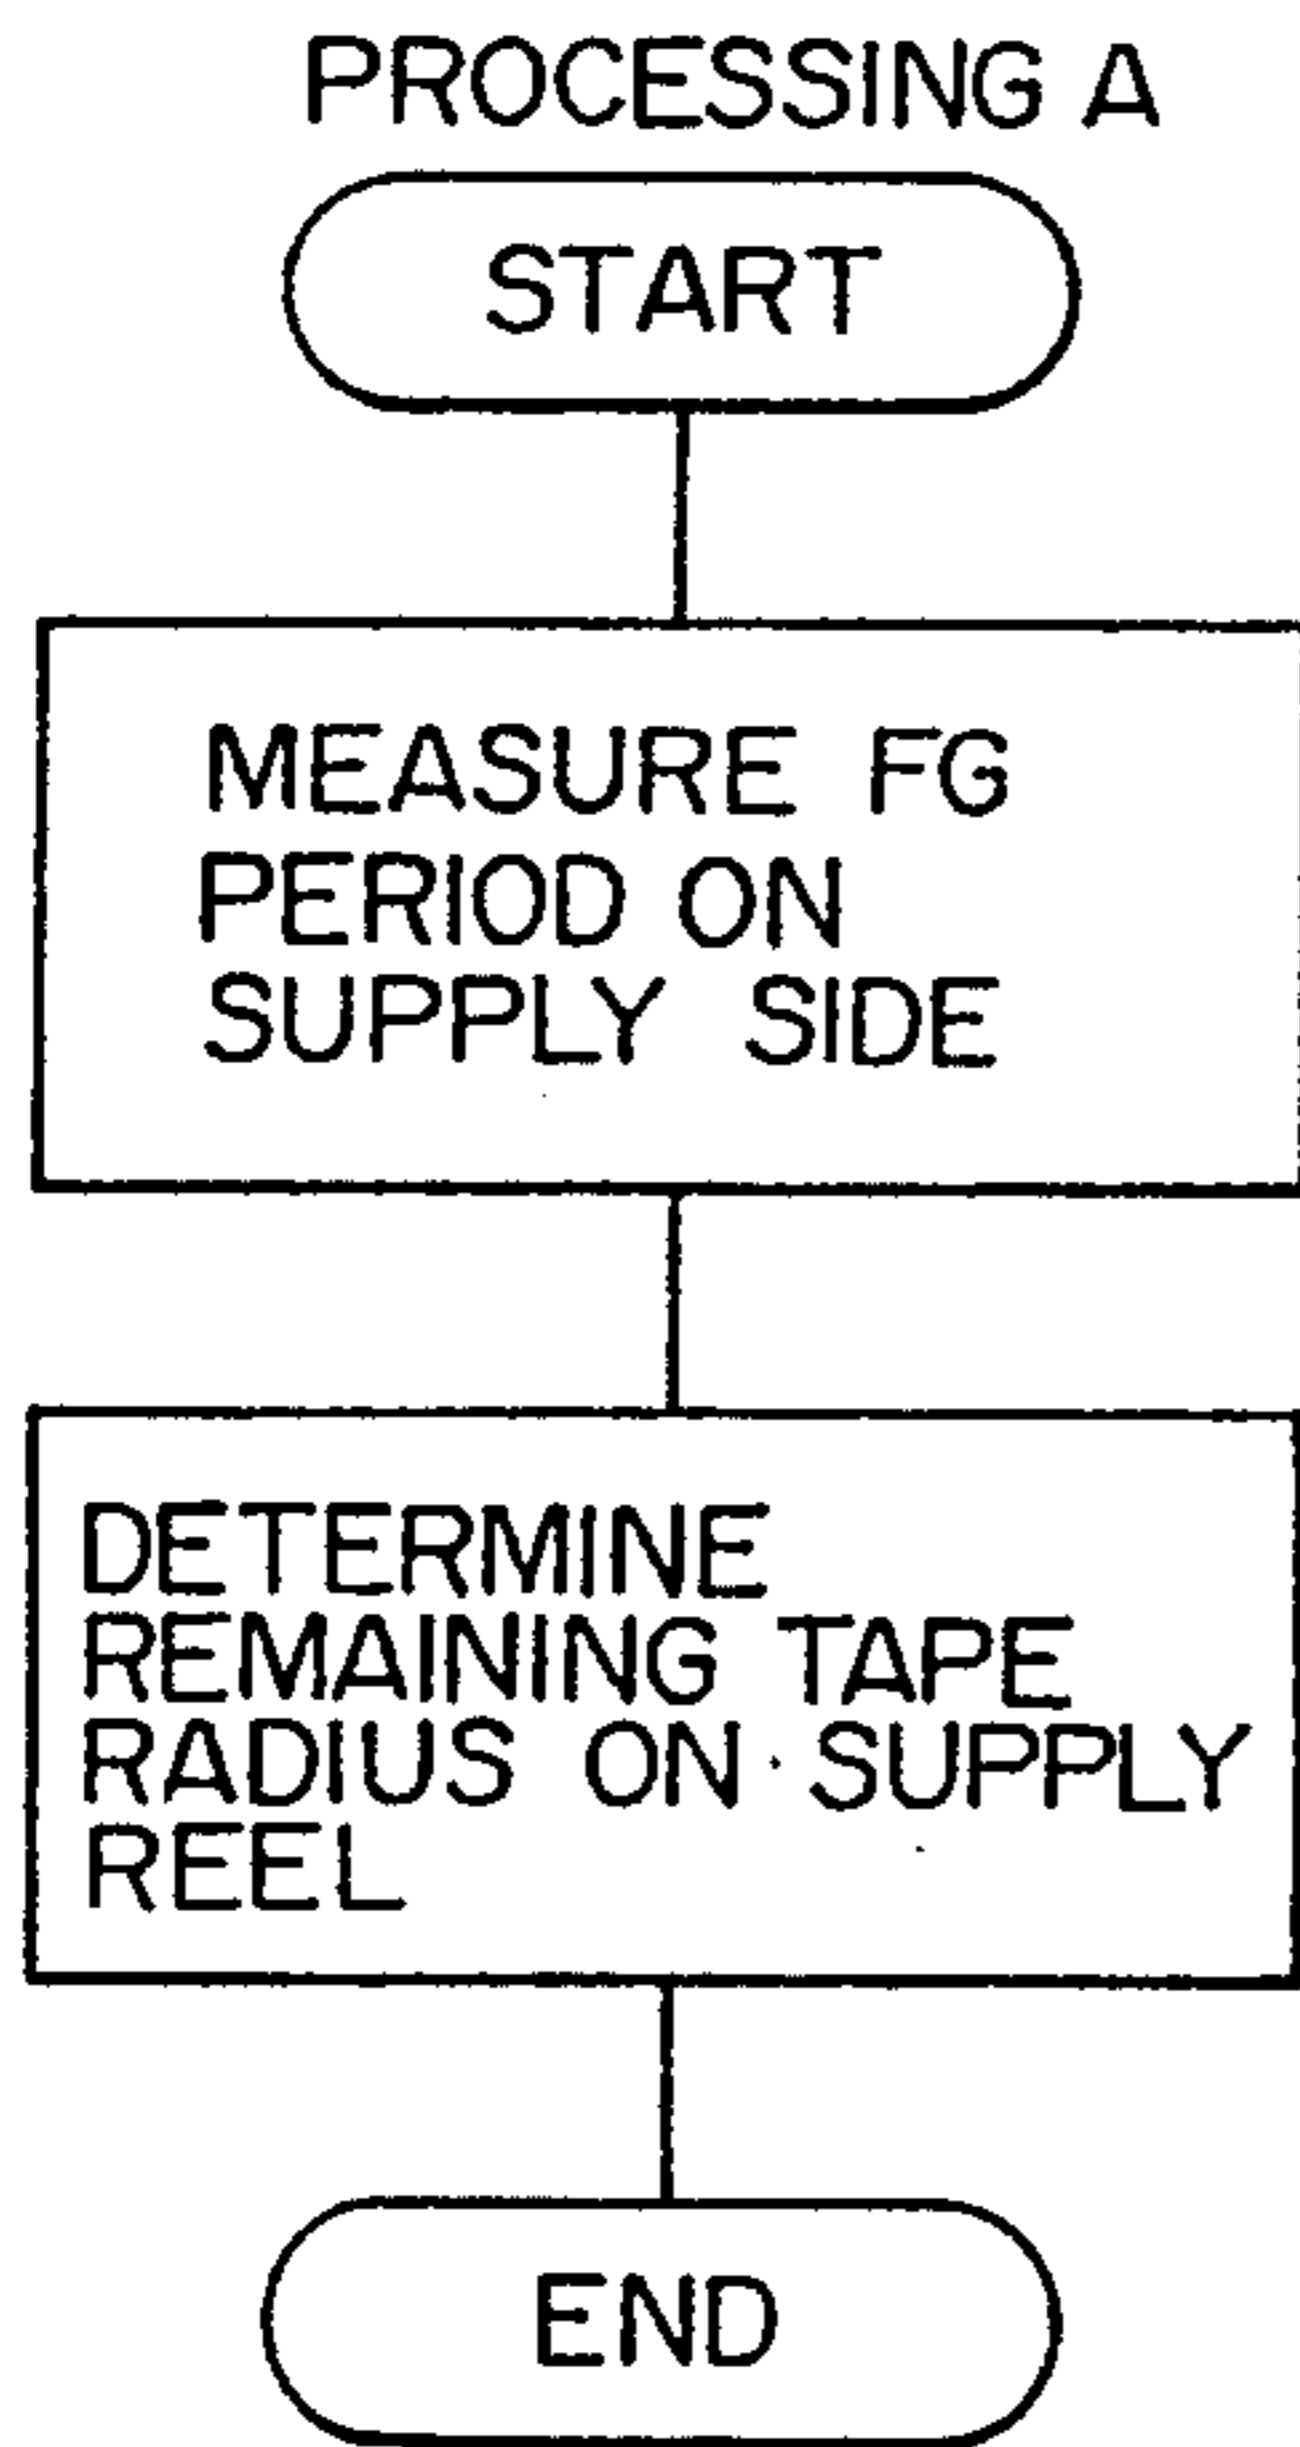 PROCESSING A
START
MEASURE FG
PERIOD ON
SUPPLY SIDE
DETERMINE
REMAINING TAPE
RADIUS ON SUPPLY
REEL
END